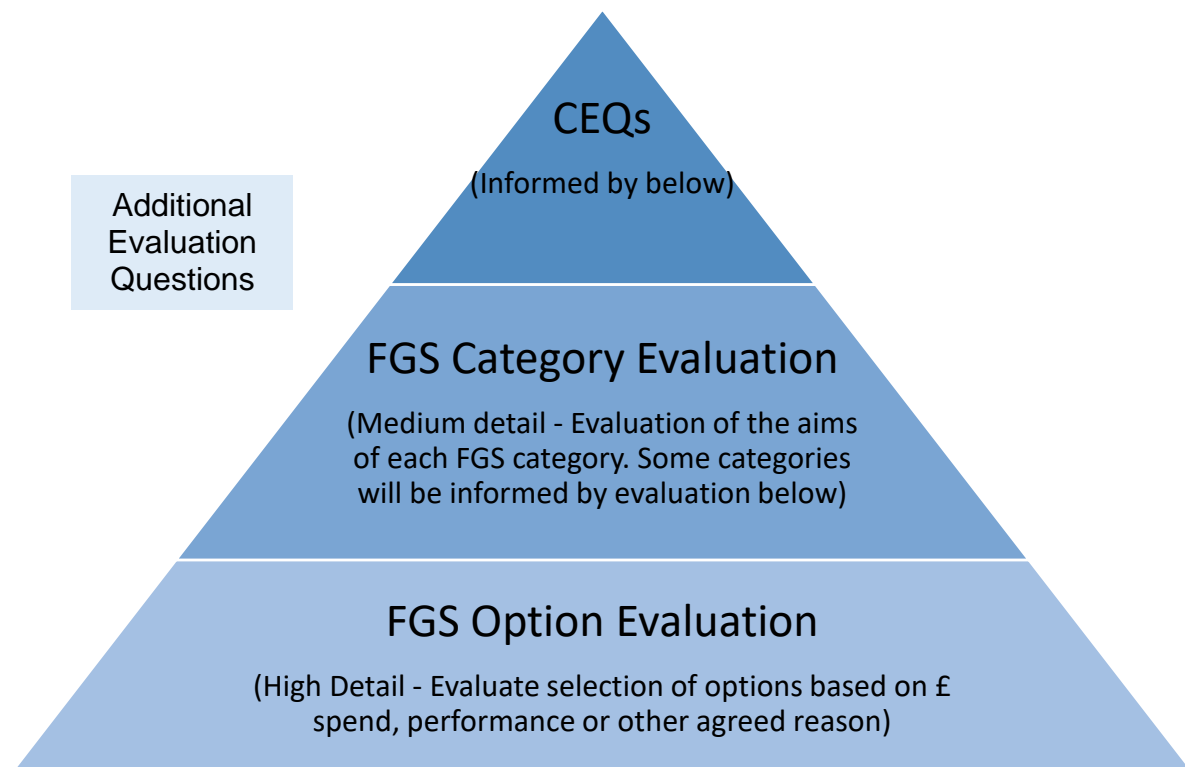 CEQs
(Informed by below)
Additional
Evaluation
Questions
FGS Category Evaluation
(Medium detail - Evaluation of the aims
of each FGS category. Some categories
will be informed by evaluation below)
FGS Option Evaluation
(High Detail - Evaluate selection of options based on £
spend, performance or other agreed reason)